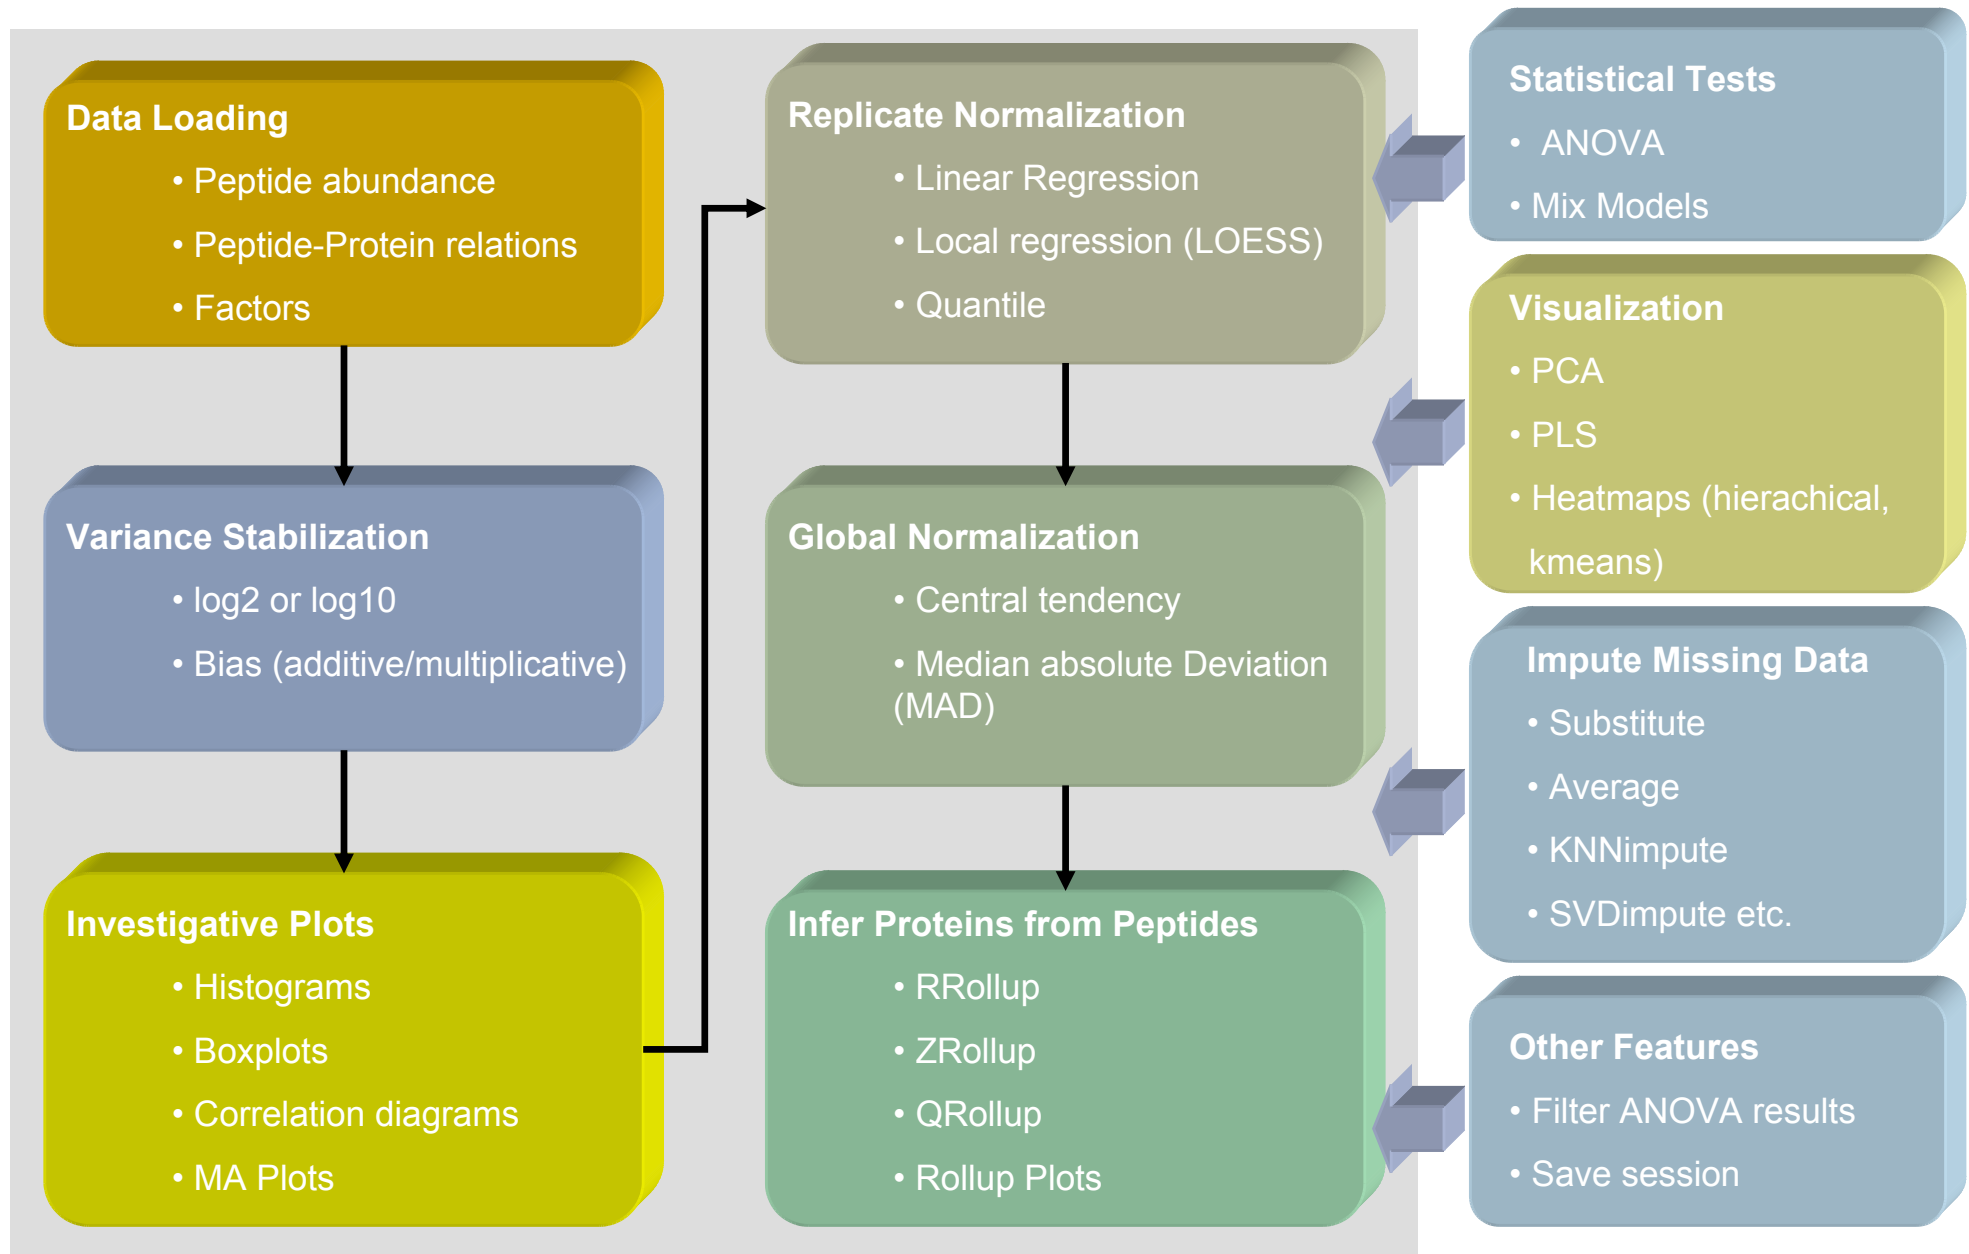 Data Loading
• Peptide abundance
• Peptide-Protein relations
• Factors
Variance Stabilization
• log2 or log10
• Bias (additive/multiplicative)
Investigative Plots
• Histograms
• Boxplots
• Correlation diagrams
• MA Plots
Replicate Normalization
• Linear Regression
• Local regression (LOESS)
• Quantile
Global Normalization
• Central tendency
• Median absolute Deviation
(MAD)
Infer Proteins from Peptides
• RRollup
• ZRollup
• QRollup
• Rollup Plots
Statistical Tests
• ANOVA
• Mix Models
Visualization
• PCA
• PLS
• Heatmaps (hierachical,
kmeans)
Impute Missing Data
• Substitute
• Average
• KNNimpute
• SVDimpute etc.
Other Features
• Filter ANOVA results
• Save session